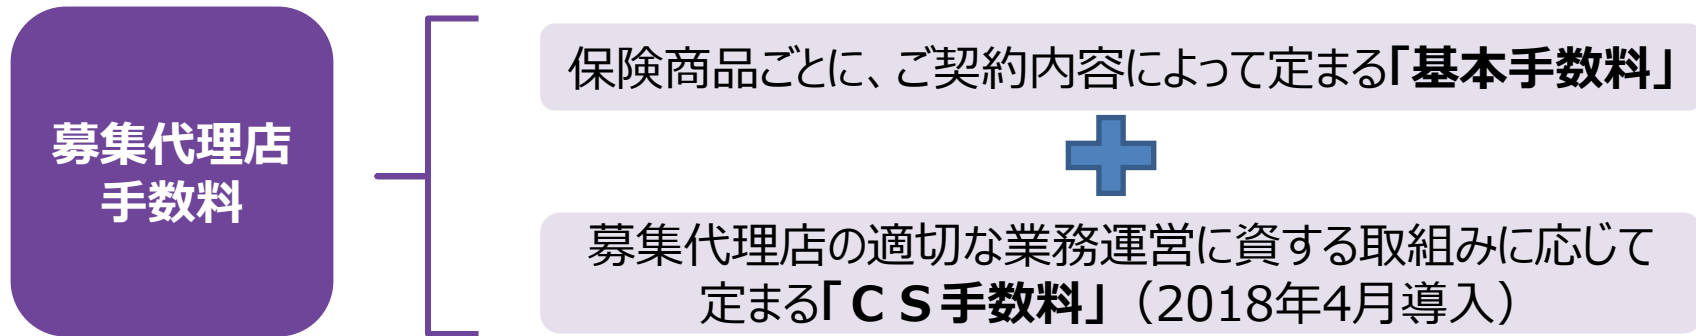 募集代理店
手数料
保険商品ごとに、ご契約内容によって定まる「基本手数料」
募集代理店の適切な業務運営に資する取組みに応じて
定まる「ＣＳ手数料」（2018年4月導入）